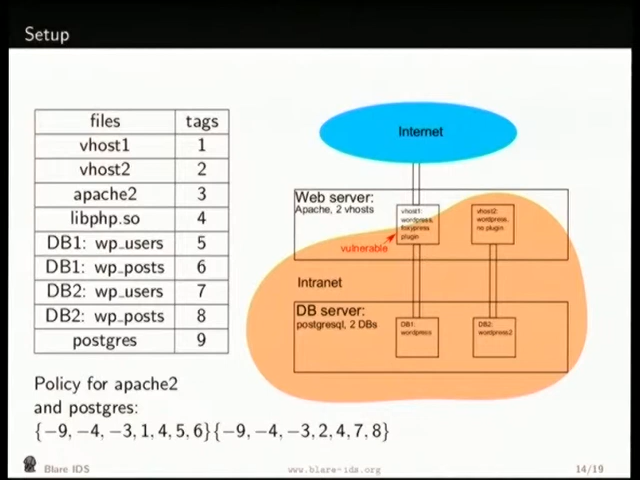 Setup
files tags
vhost1 1
vhost2 2
apache2 3
libphp.so 4
DB1: wp_users 5
DB1: wp_posts 6
DB2: wp_users 7
DB2: wp_posts 8
postgres 9
Policy for apache2
and postgres:
{−9, −4, −3, 1, 4, 5, 6}{−9, −4, −3, 2, 4, 7, 8}
Internet
Web server:
Apache, 2 vhosts
vhost1:
wordpress,
plugin
vhost2:
wordpress,
no plugin
vulnerable
Intranet
DB server:
postgresql, 2 DBs
DB1:
wordpress
DB2:
wordpress2
Blare IDS
www.blare-ids.org
14/19